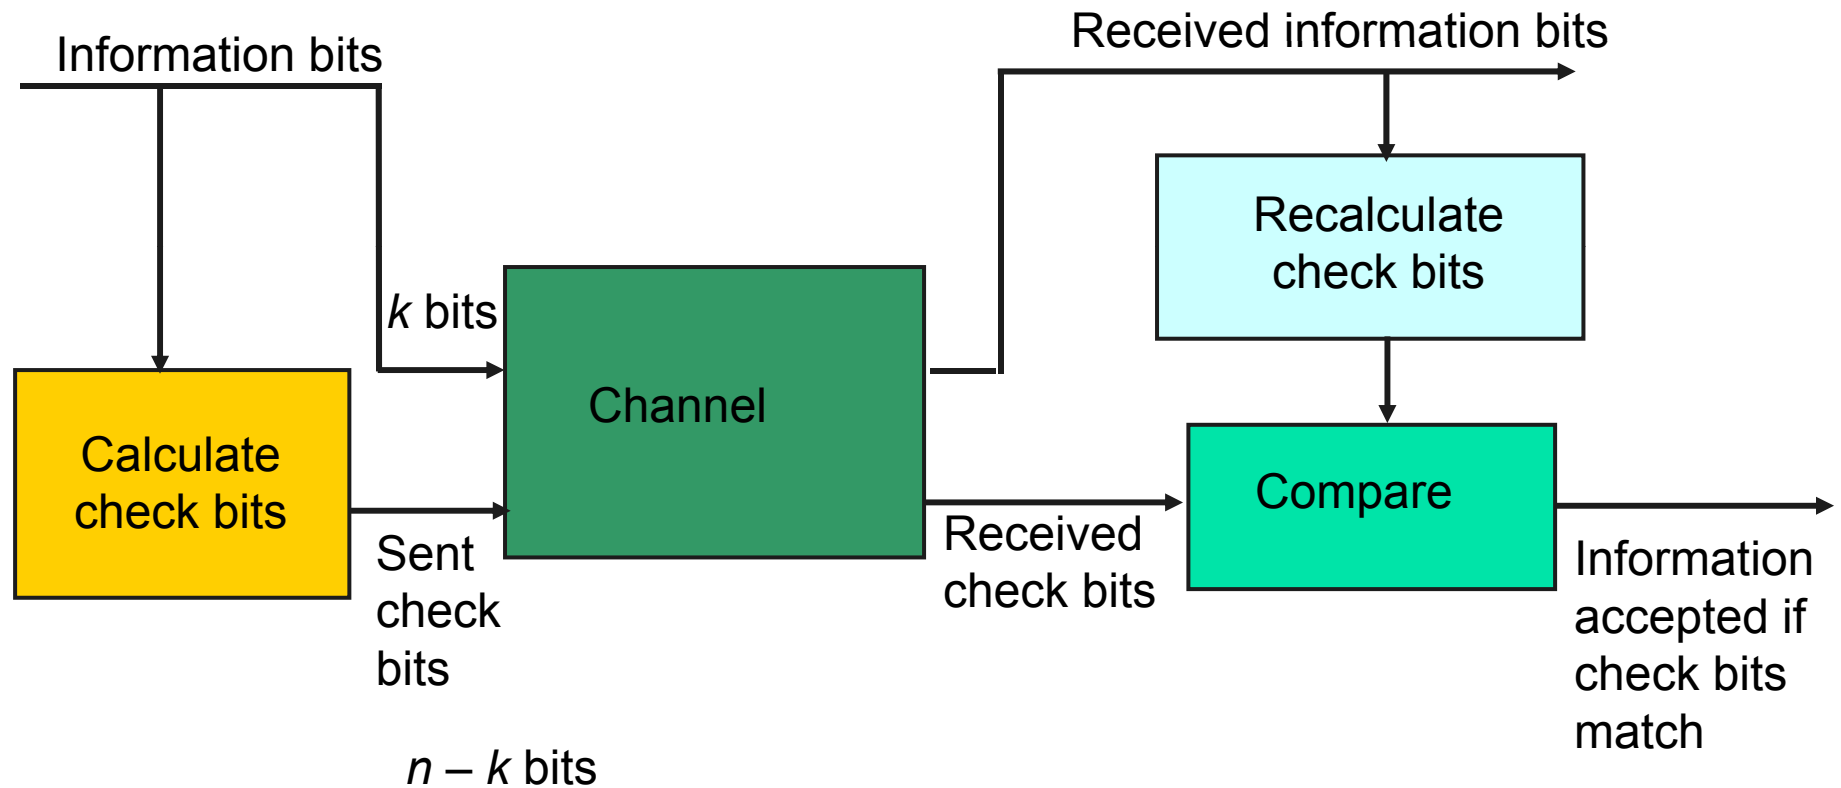 Information bits
Received information bits
Recalculate
check bits
k bits
Channel
Calculate
check bits
Compare
Sent
check
bits
Received
check bits
Information
accepted if
check bits
match
n – k bits